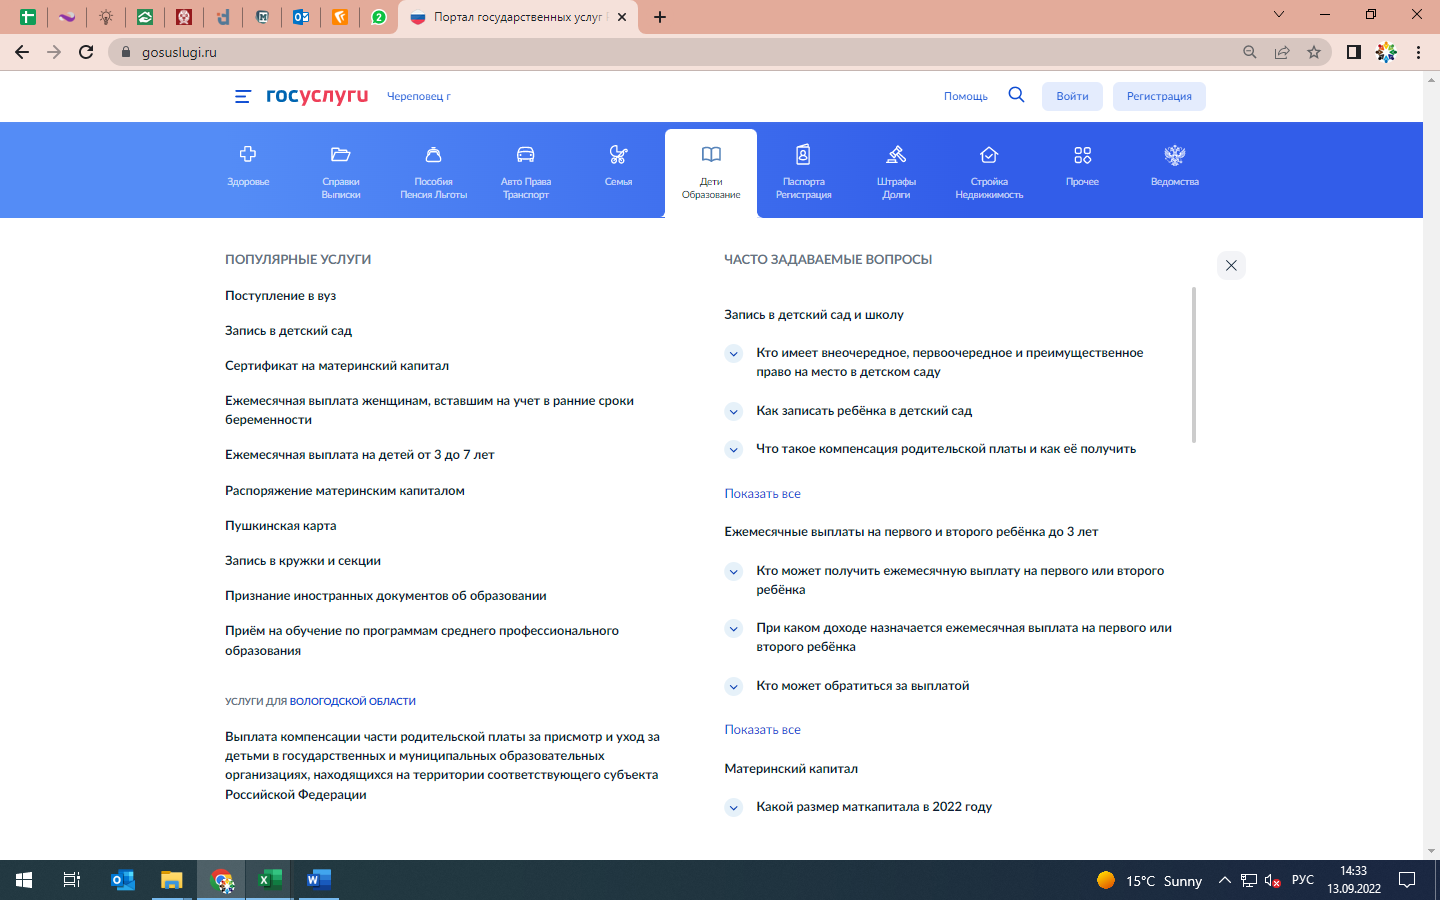 Портал государственных услуг
gosuslugi.ru
госуслуги
Череповец г
Помощь
Войти
Регистрация
Здоровье
Справки
Выписки
Пособия
Пенсия Льготы
Авто Права
Транспорт
Семья
Дети
Образование
Паспорта
Регистрация
Штрафы
Долги
Стройка
Недвижимость
Прочее
Ведомства
ПОПУЛЯРНЫЕ УСЛУГИ
Поступление в вуз
Запись в детский сад
Сертификат на материнский капитал
Ежемесячная выплата женщинам, вставшим на учет в ранние сроки
беременности
Ежемесячная выплата на детей от 3 до 7 лет
Распоряжение материнским капиталом
Пушкинская карта
Запись в кружки и секции
Признание иностранных документов об образовании
Приём на обучение по программам среднего профессионального
образования
УСЛУГИ ДЛЯ ВОЛОГОДСКОЙ ОБЛАСТИ
Выплата компенсации части родительской платы за присмотр и уход за
детьми в государственных и муниципальных образовательных
организациях, находящихся на территории соответствующего субъекта
Российской Федерации
ЧАСТО ЗАДАВАЕМЫЕ ВОПРОСЫ
Запись в детский сад и школу
Кто имеет внеочередное, первоочередное и преимущественное
право на место в детском саду
Как записать ребёнка в детский сад
Что такое компенсация родительской платы и как её получить
Показать все
Ежемесячные выплаты на первого и второго ребёнка до 3 лет
Кто может получить ежемесячную выплату на первого или второго
ребёнка
При каком доходе назначается ежемесячная выплата на первого или
второго ребёнка
Кто может обратиться за выплатой
Показать все
Материнский капитал
Какой размер маткапитала в 2022 году
15°C Sunny
РУС
14:33
13.09.2022